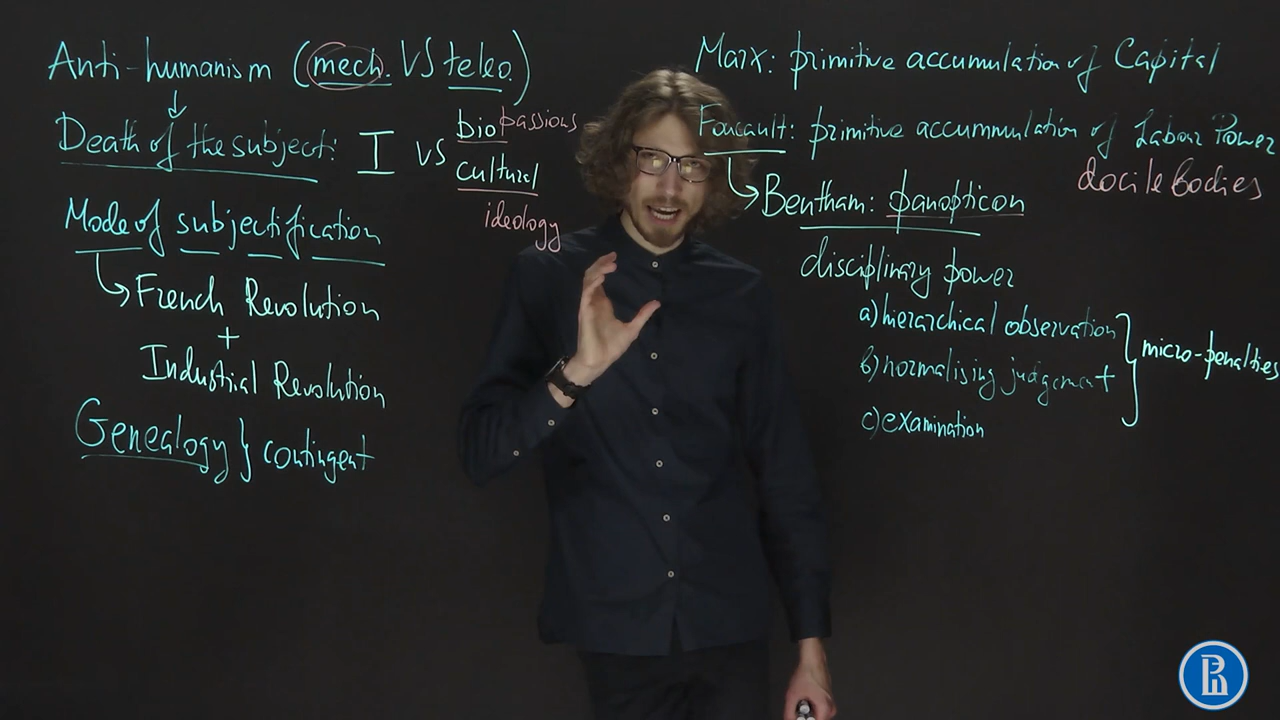 Anti-humanism (mech. VS teleo.)
Death of the subject: I vs
bio passions
cultural
ideology
Mode of subjectification
French Revolution
+
Industrial Revolution
Genealogy } contingent
Marx: primitive accumulation of Capital
Foucault: primitive accummulation of Labour Power
docile bodies
Bentham: panopticon
disciplinary power
a) hierarchical observation
b) normalising judgement
c) examination
} micro-penalties